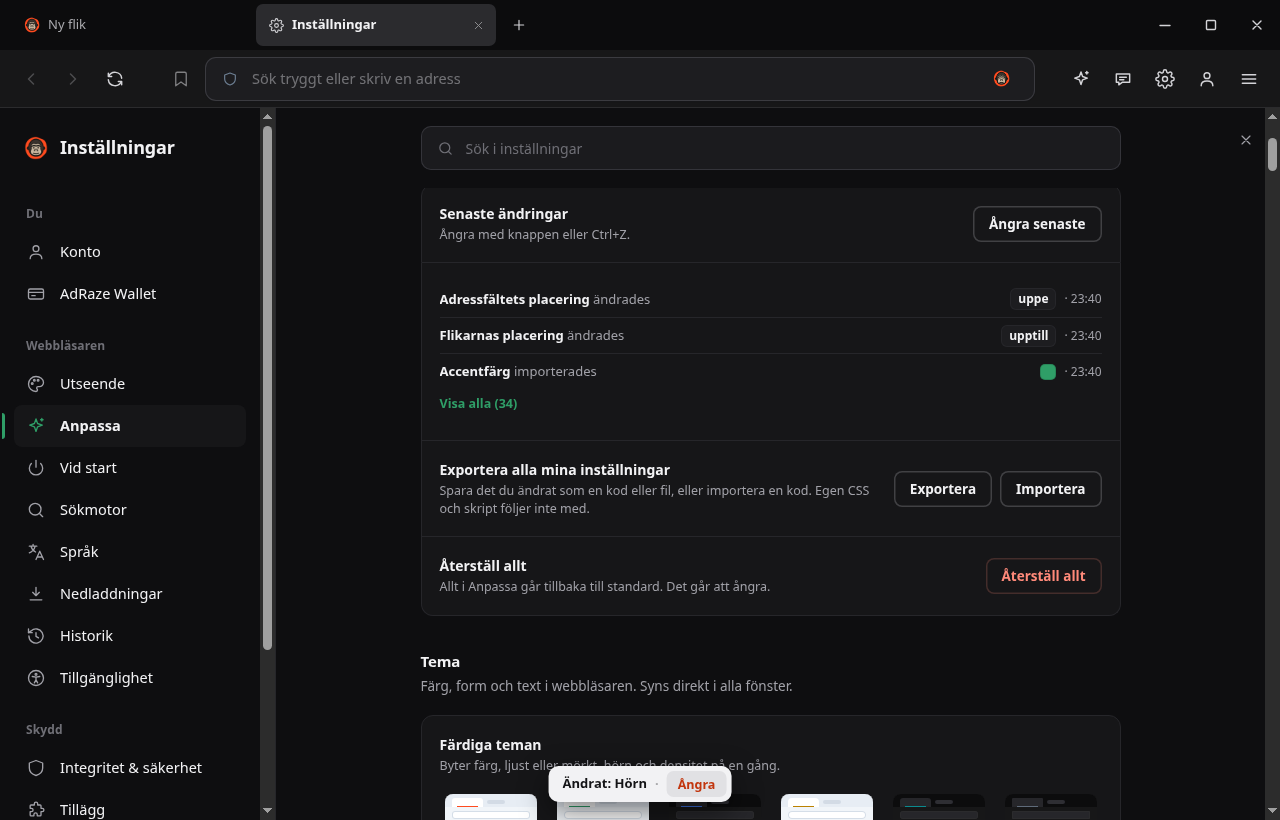 Ny flik
Inställningar
Sök tryggt eller skriv en adress
Inställningar
Du
Konto
AdRaze Wallet
Webbläsaren
Utseende
Anpassa
Vid start
Sökmotor
Språk
Nedladdningar
Historik
Tillgänglighet
Skydd
Integritet & säkerhet
Tillägg
Sök i inställningar
Senaste ändringar
Ångra med knappen eller Ctrl+Z.
Ångra senaste
Adressfältets placering ändrades uppe · 23:40
Flikarnas placering ändrades upptill · 23:40
Accentfärg importerades · 23:40
Visa alla (34)
Exportera alla mina inställningar
Spara det du ändrat som en kod eller fil, eller importera en kod. Egen CSS
och skript följer inte med.
Exportera
Importera
Återställ allt
Allt i Anpassa går tillbaka till standard. Det går att ångra.
Återställ allt
Tema
Färg, form och text i webbläsaren. Syns direkt i alla fönster.
Färdiga teman
Byter färg, ljust eller mörkt, hörn och densitet på en gång.
Ändrat: Hörn · Ångra